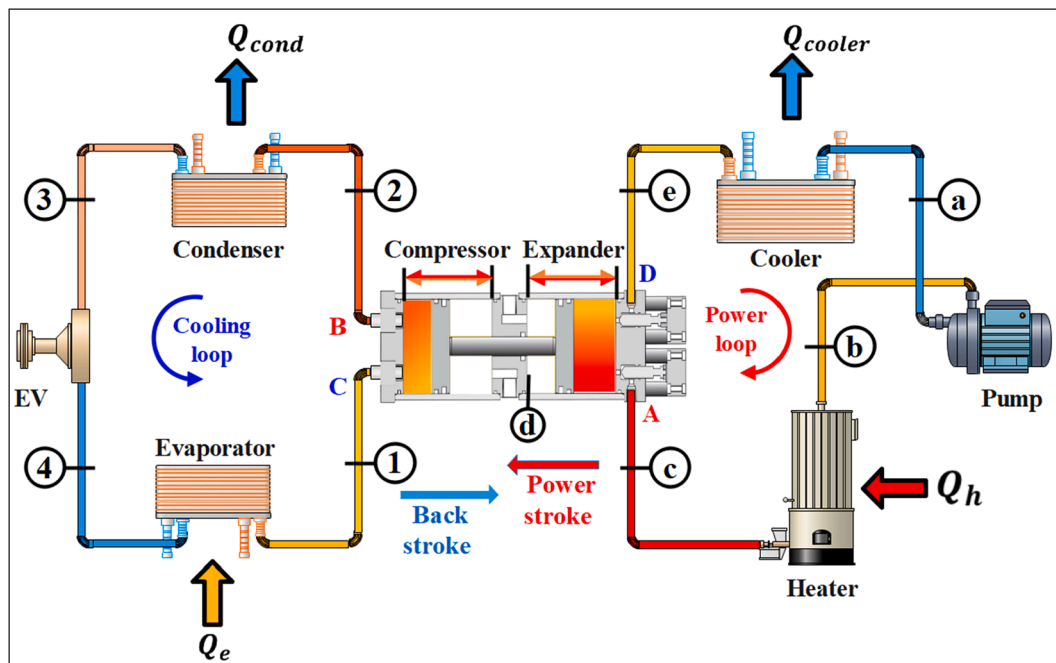 Q_cond
Q_cooler
3
2
e
a
Condenser
Compressor
Expander
Cooler
D
B
Cooling
loop
Power
loop
b
EV
C
A
d
Pump
Evaporator
4
1
c
Power
stroke
Back
stroke
Q_h
Heater
Q_e